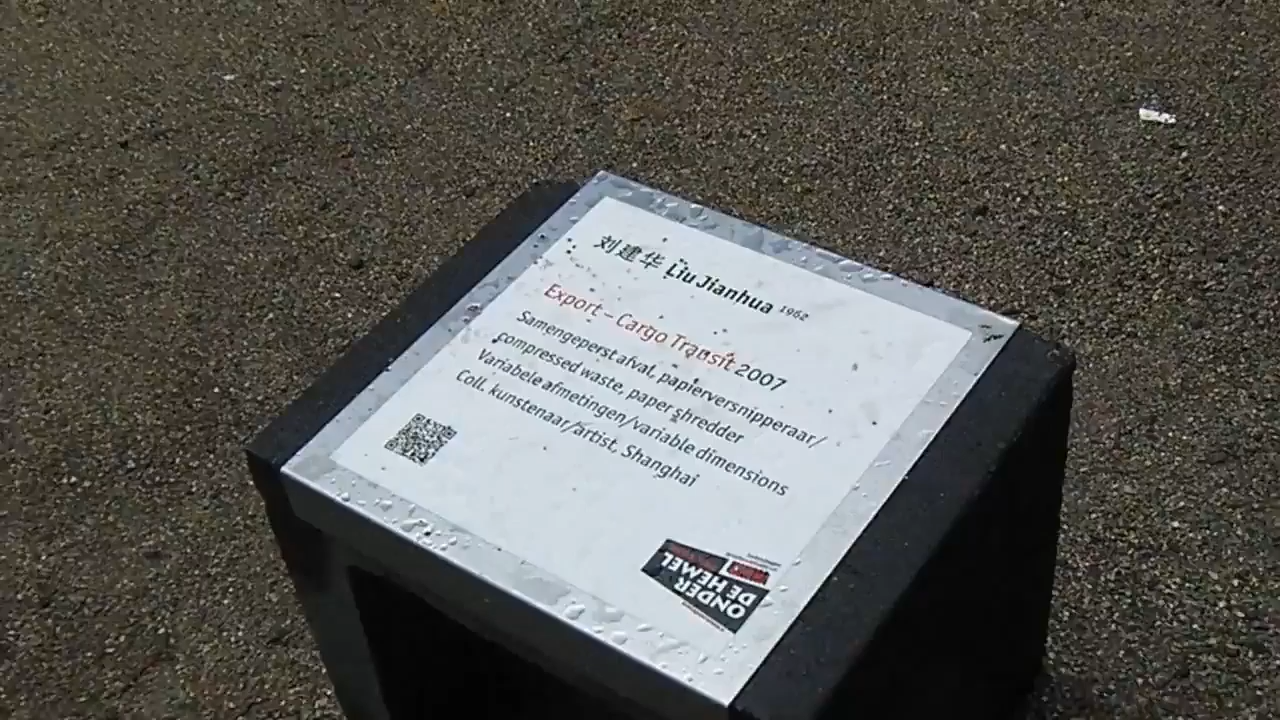 刘建华 Liu Jianhua 1962
Export – Cargo Transit 2007
Samengeperst afval, papierversnipperaar/
compressed waste, paper shredder
Variabele afmetingen/variable dimensions
Coll. kunstenaar/artist, Shanghai
ONDER
DE HEMEL